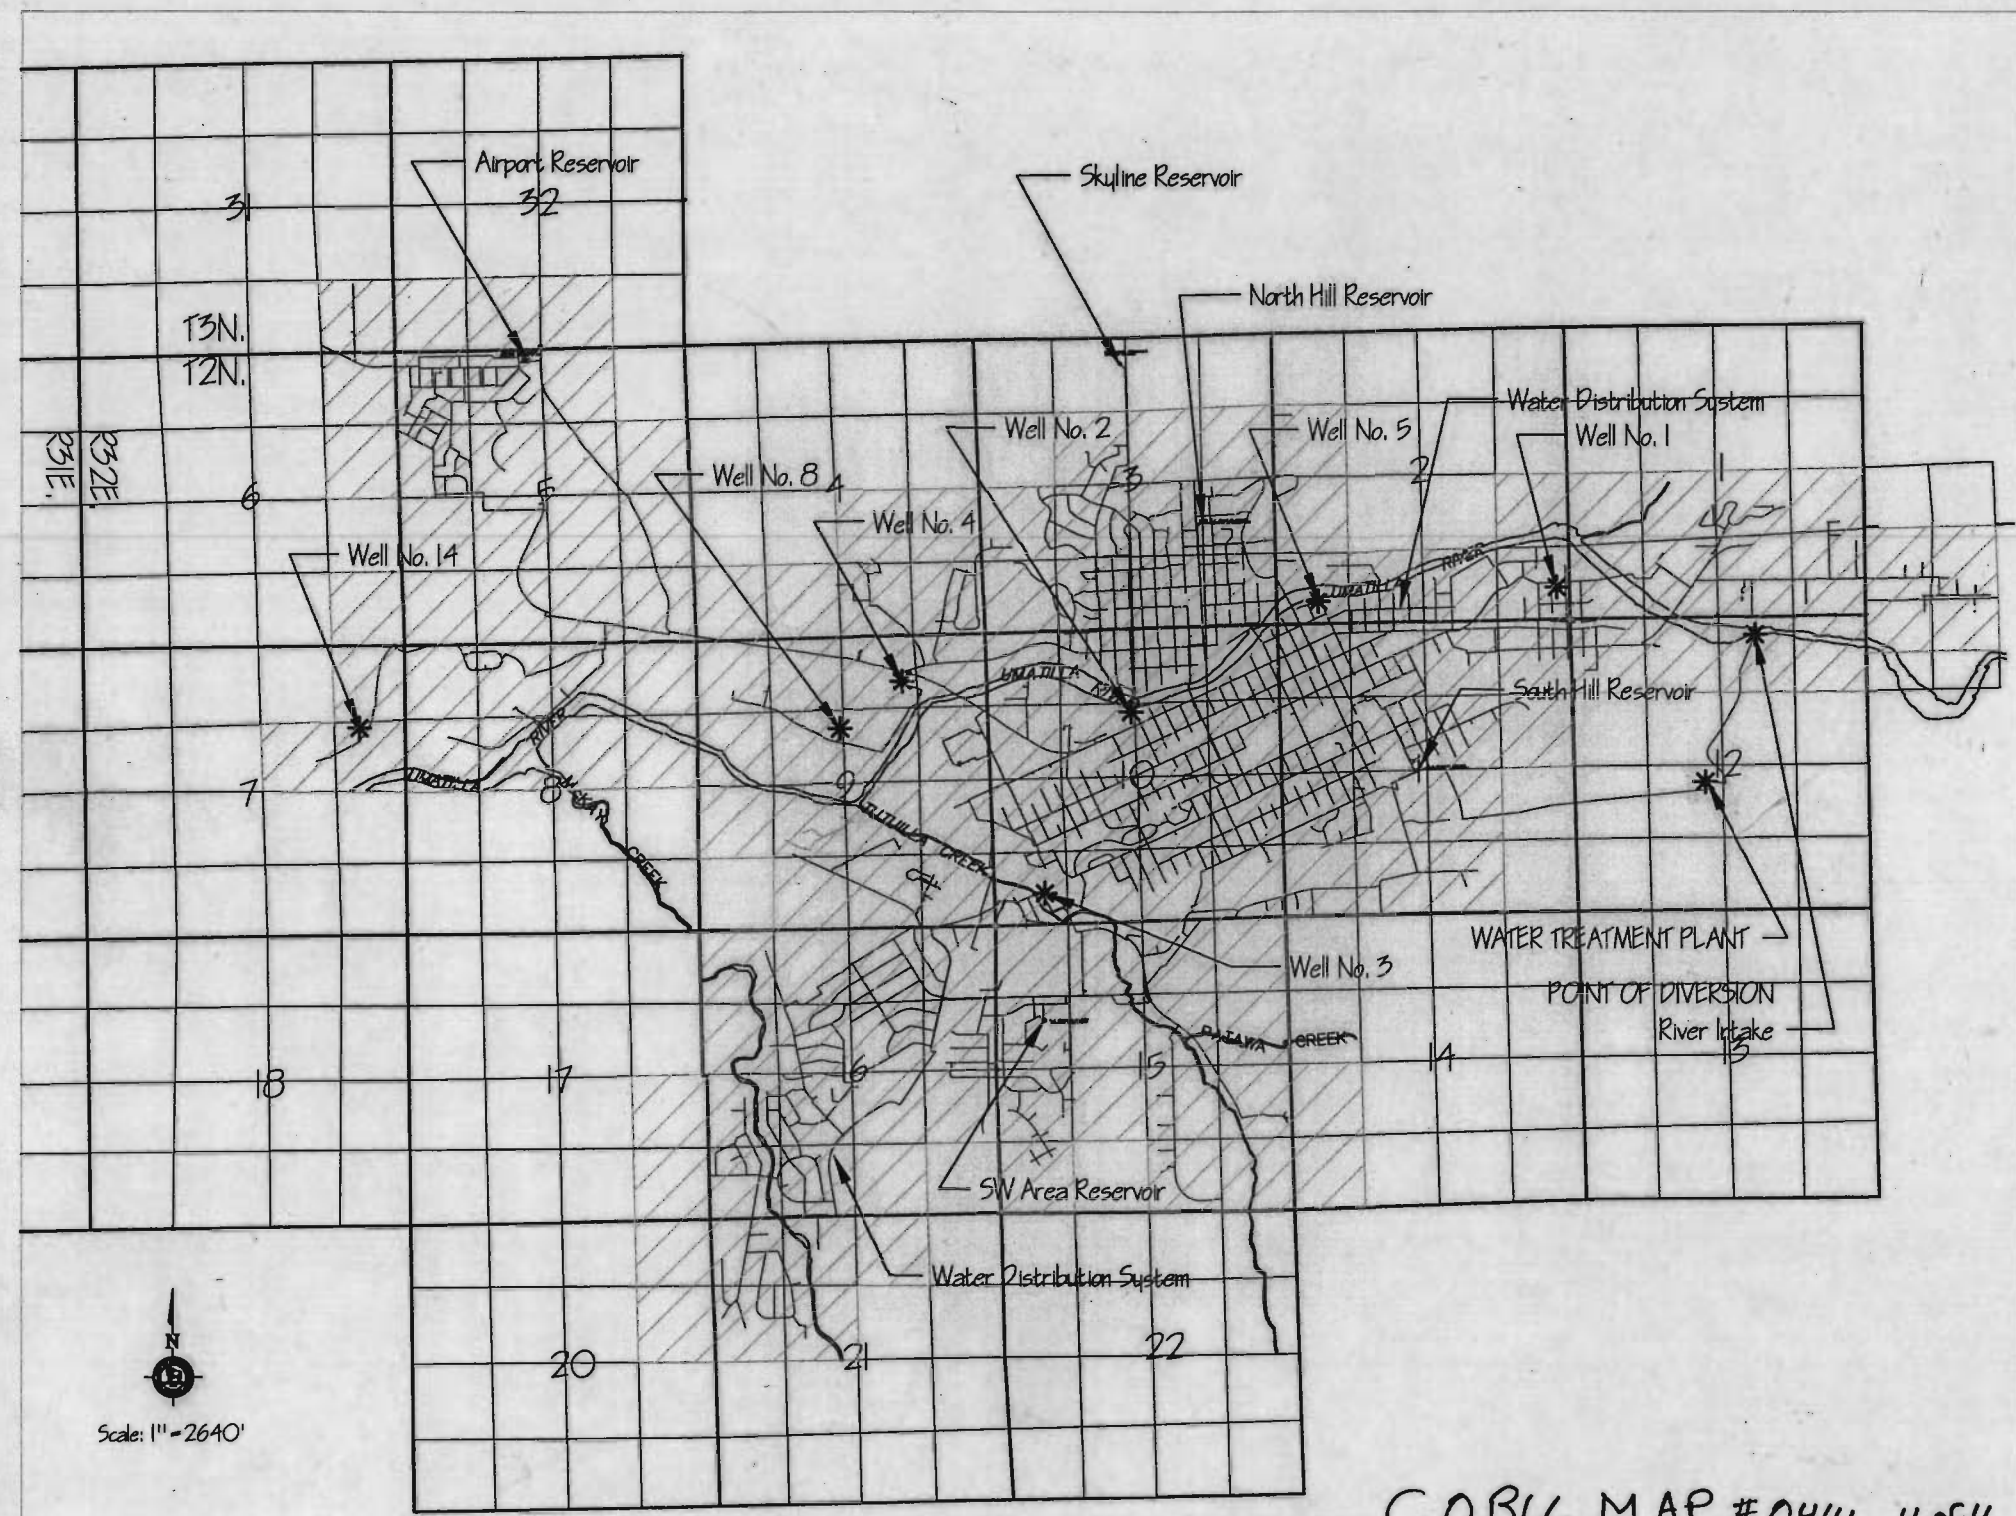 Airport Reservoir
31
32
Skyline Reservoir
North Hill Reservoir
T3N.
T2N.
R31E.
R32E.
Water Distribution System
Well No. 2
Well No. 5
Well No. 1
Well No. 8
4
3
2
1
6
5
Well No. 4
Well No. 14
UMATILLA RIVER
UMATILLA
South Hill Reservoir
UMATILLA RIVER
7
8
9
10
12
CREEK
TUTUILLA CREEK
WATER TREATMENT PLANT
Well No. 3
POINT OF DIVERSION
River Intake
CREEK
18
17
16
15
14
13
SW Area Reservoir
Water Distribution System
20
21
22
N
Scale: 1"=2640'
MAP